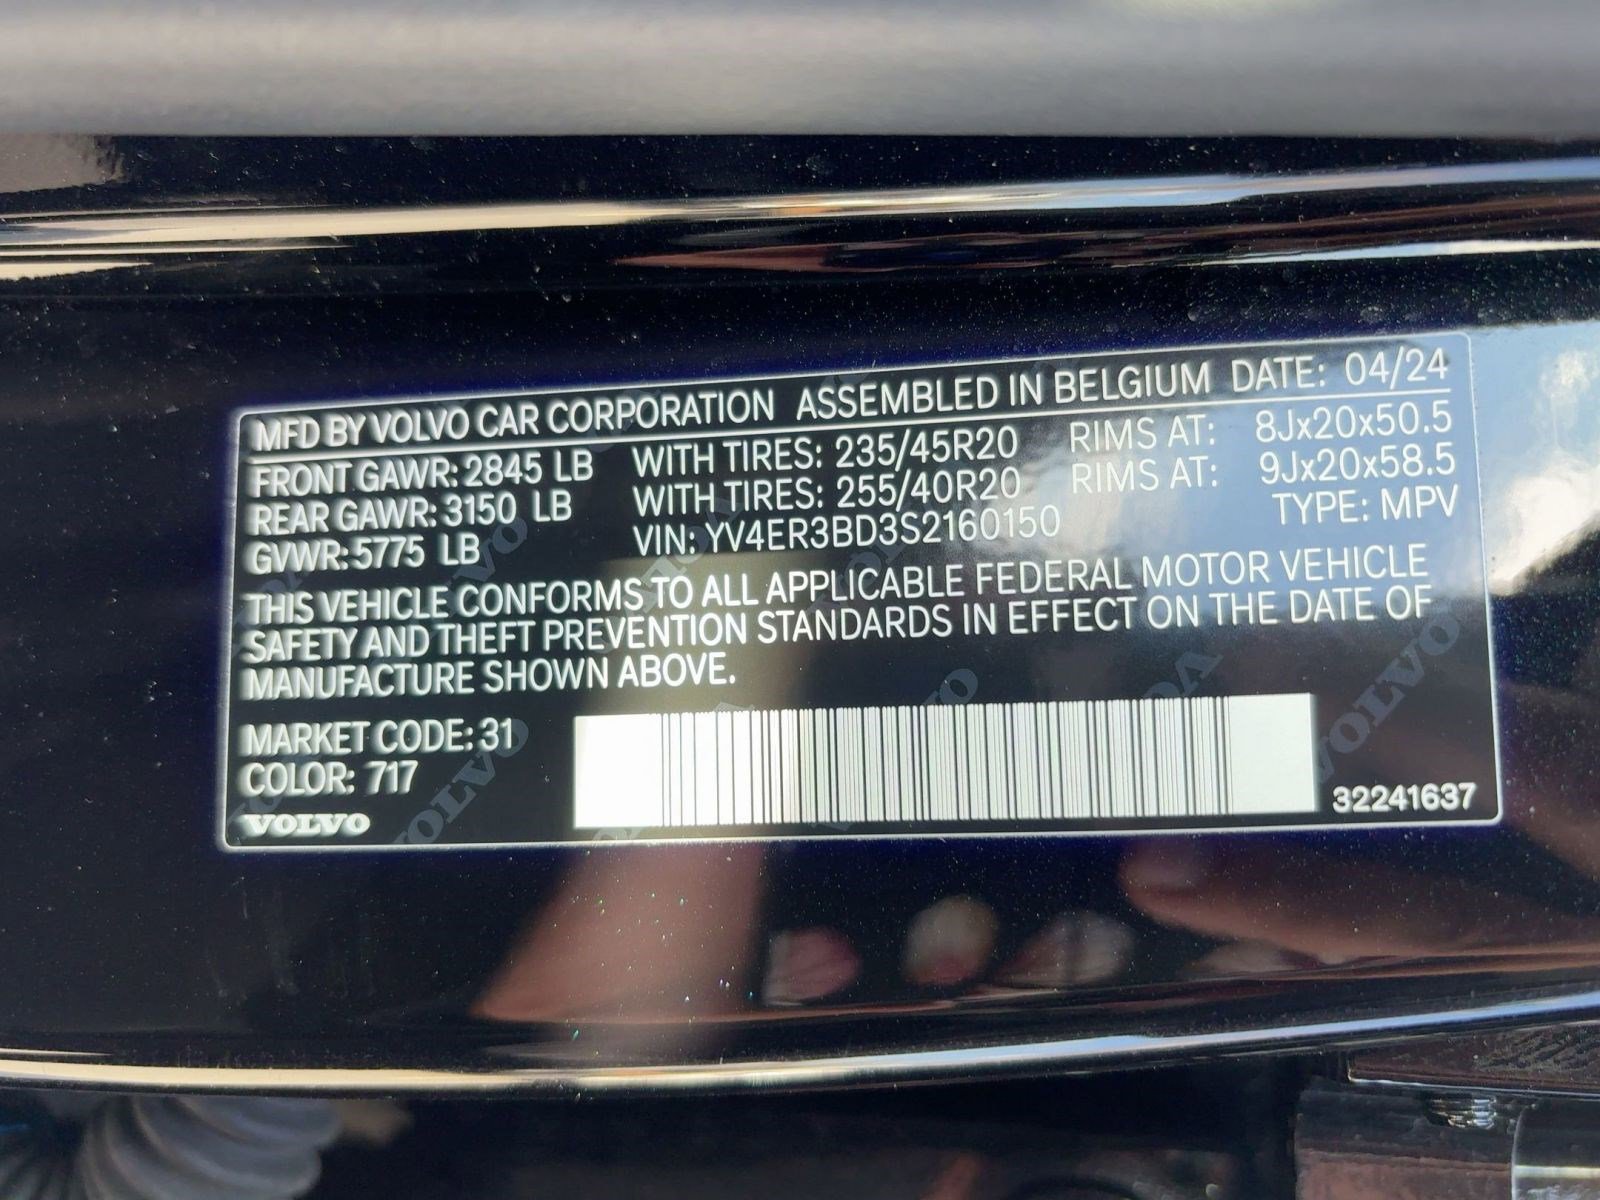 MFD BY VOLVO CAR CORPORATION ASSEMBLED IN BELGIUM DATE: 04/24
FRONT GAWR: 2845 LB WITH TIRES: 235/45R20 RIMS AT: 8Jx20x50.5
REAR GAWR: 3150 LB WITH TIRES: 255/40R20 RIMS AT: 9Jx20x58.5
GVWR: 5775 LB VIN: YV4ER3BD3S2160150 TYPE: MPV
THIS VEHICLE CONFORMS TO ALL APPLICABLE FEDERAL MOTOR VEHICLE
SAFETY AND THEFT PREVENTION STANDARDS IN EFFECT ON THE DATE OF
MANUFACTURE SHOWN ABOVE.
MARKET CODE: 31
COLOR: 717
VOLVO
32241637